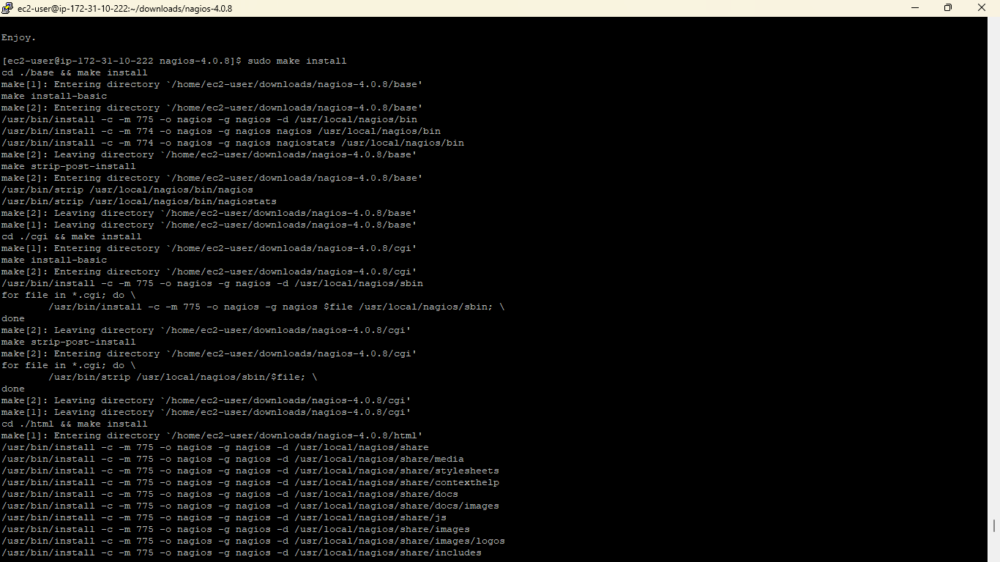 ec2-user@ip-172-31-10-222:~/downloads/nagios-4.0.8
Enjoy.
[ec2-user@ip-172-31-10-222 nagios-4.0.8]$ sudo make install
cd ./base && make install
make[1]: Entering directory `/home/ec2-user/downloads/nagios-4.0.8/base'
make install-basic
make[2]: Entering directory `/home/ec2-user/downloads/nagios-4.0.8/base'
/usr/bin/install -c -m 775 -o nagios -g nagios -d /usr/local/nagios/bin
/usr/bin/install -c -m 774 -o nagios -g nagios nagios /usr/local/nagios/bin
/usr/bin/install -c -m 774 -o nagios -g nagios nagiostats /usr/local/nagios/bin
make[2]: Leaving directory `/home/ec2-user/downloads/nagios-4.0.8/base'
make strip-post-install
make[2]: Entering directory `/home/ec2-user/downloads/nagios-4.0.8/base'
/usr/bin/strip /usr/local/nagios/bin/nagios
/usr/bin/strip /usr/local/nagios/bin/nagiostats
make[2]: Leaving directory `/home/ec2-user/downloads/nagios-4.0.8/base'
make[1]: Leaving directory `/home/ec2-user/downloads/nagios-4.0.8/base'
cd ./cgi && make install
make[1]: Entering directory `/home/ec2-user/downloads/nagios-4.0.8/cgi'
make install-basic
make[2]: Entering directory `/home/ec2-user/downloads/nagios-4.0.8/cgi'
/usr/bin/install -c -m 775 -o nagios -g nagios -d /usr/local/nagios/sbin
for file in *.cgi; do \
        /usr/bin/install -c -m 775 -o nagios -g nagios $file /usr/local/nagios/sbin; \
done
make[2]: Leaving directory `/home/ec2-user/downloads/nagios-4.0.8/cgi'
make strip-post-install
make[2]: Entering directory `/home/ec2-user/downloads/nagios-4.0.8/cgi'
for file in *.cgi; do \
        /usr/bin/strip /usr/local/nagios/sbin/$file; \
done
make[2]: Leaving directory `/home/ec2-user/downloads/nagios-4.0.8/cgi'
make[1]: Leaving directory `/home/ec2-user/downloads/nagios-4.0.8/cgi'
cd ./html && make install
make[1]: Entering directory `/home/ec2-user/downloads/nagios-4.0.8/html'
/usr/bin/install -c -m 775 -o nagios -g nagios -d /usr/local/nagios/share
/usr/bin/install -c -m 775 -o nagios -g nagios -d /usr/local/nagios/share/media
/usr/bin/install -c -m 775 -o nagios -g nagios -d /usr/local/nagios/share/stylesheets
/usr/bin/install -c -m 775 -o nagios -g nagios -d /usr/local/nagios/share/contexthelp
/usr/bin/install -c -m 775 -o nagios -g nagios -d /usr/local/nagios/share/docs
/usr/bin/install -c -m 775 -o nagios -g nagios -d /usr/local/nagios/share/docs/images
/usr/bin/install -c -m 775 -o nagios -g nagios -d /usr/local/nagios/share/js
/usr/bin/install -c -m 775 -o nagios -g nagios -d /usr/local/nagios/share/images
/usr/bin/install -c -m 775 -o nagios -g nagios -d /usr/local/nagios/share/images/logos
/usr/bin/install -c -m 775 -o nagios -g nagios -d /usr/local/nagios/share/includes